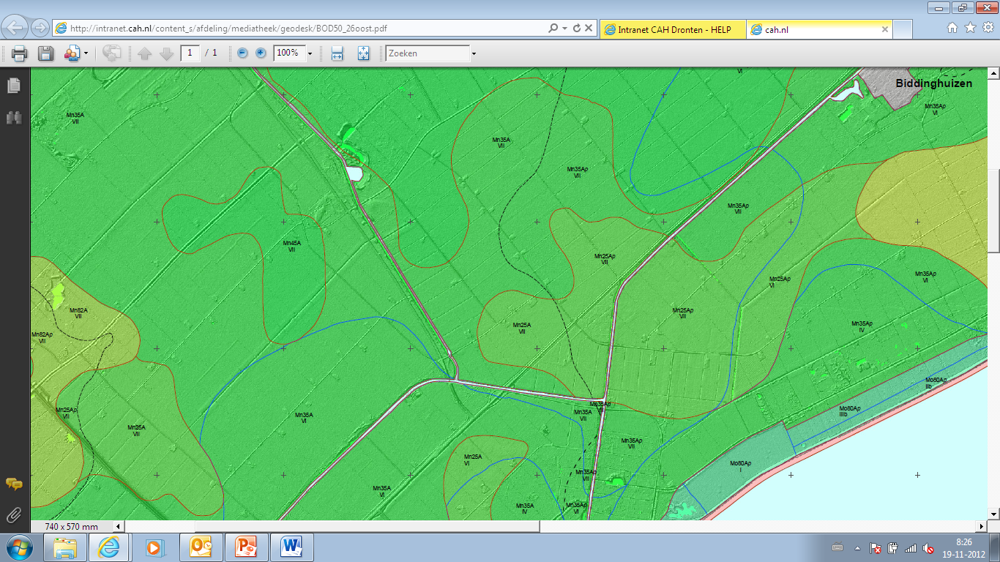 http://intranet.cah.nl/content_s/afdeling/mediatheek/geodesk/BOD50_26oost.pdf
Intranet CAH Dronten - HELP
cah.nl
1 / 1
100%
Zoeken
VI
Biddinghuizen
Mn35A
VII
Mn35Ap
VI
Mn35A
VII
Mn35Ap
VII
Mn35Ap
VII
Mn45A
VII
Mn25Ap
VII
Mn35Ap
VI
Mn25Ap
VI
Mn82A
VII
Mn25Ap
VII
Mn25A
VII
Mn35Ap
IV
Mn82Ap
VII
Mo80Ap
IIb
Mn35Ap
VII
Mo80Ap
IIIb
Mn25Ap
VII
Mn35A
VII
Mn35A
VI
Mn25A
VII
Mn35Ap
VII
Mn25A
VI
Mo80Ap
I
Mn35Ap
VII
Mn35A
VI
Mn35A
IV
Mn35Ap
VI
740 x 570 mm
8:26
19-11-2012